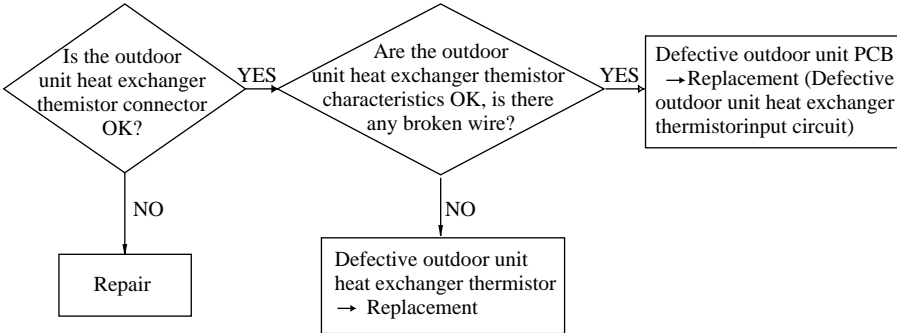 Is the outdoor
unit heat exchanger
themistor connector
OK?
YES
Are the outdoor
unit heat exchanger themistor
characteristics OK, is there
any broken wire?
YES
Defective outdoor unit PCB
→Replacement (Defective
outdoor unit heat exchanger
thermistorinput circuit)
NO
Repair
NO
Defective outdoor unit
heat exchanger thermistor
→ Replacement